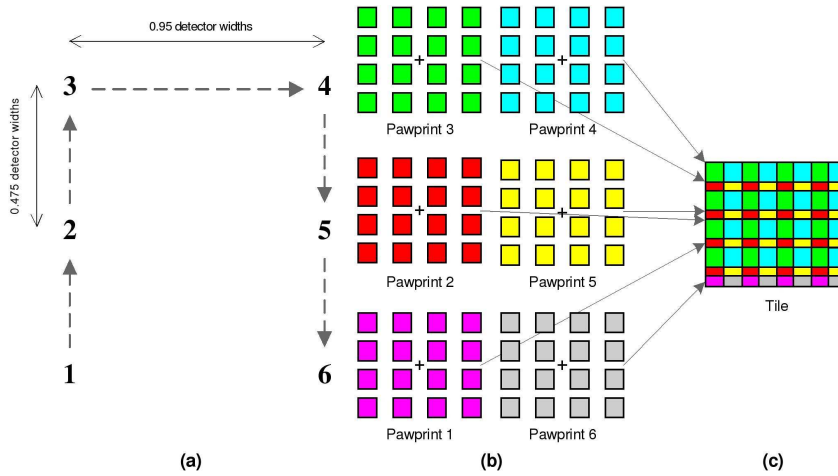 0.95 detector widths
3
4
0.475 detector widths
2
5
1
6
Pawprint 3
Pawprint 4
Pawprint 2
Pawprint 5
Pawprint 1
Pawprint 6
Tile
(a)
(b)
(c)